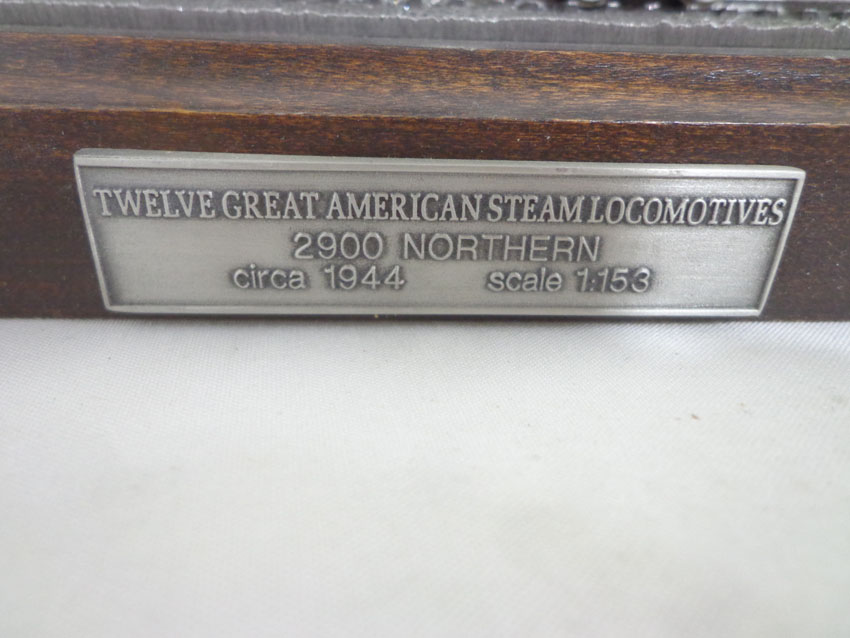 TWELVE GREAT AMERICAN STEAM LOCOMOTIVES
2900 NORTHERN
circa 1944 scale 1:153